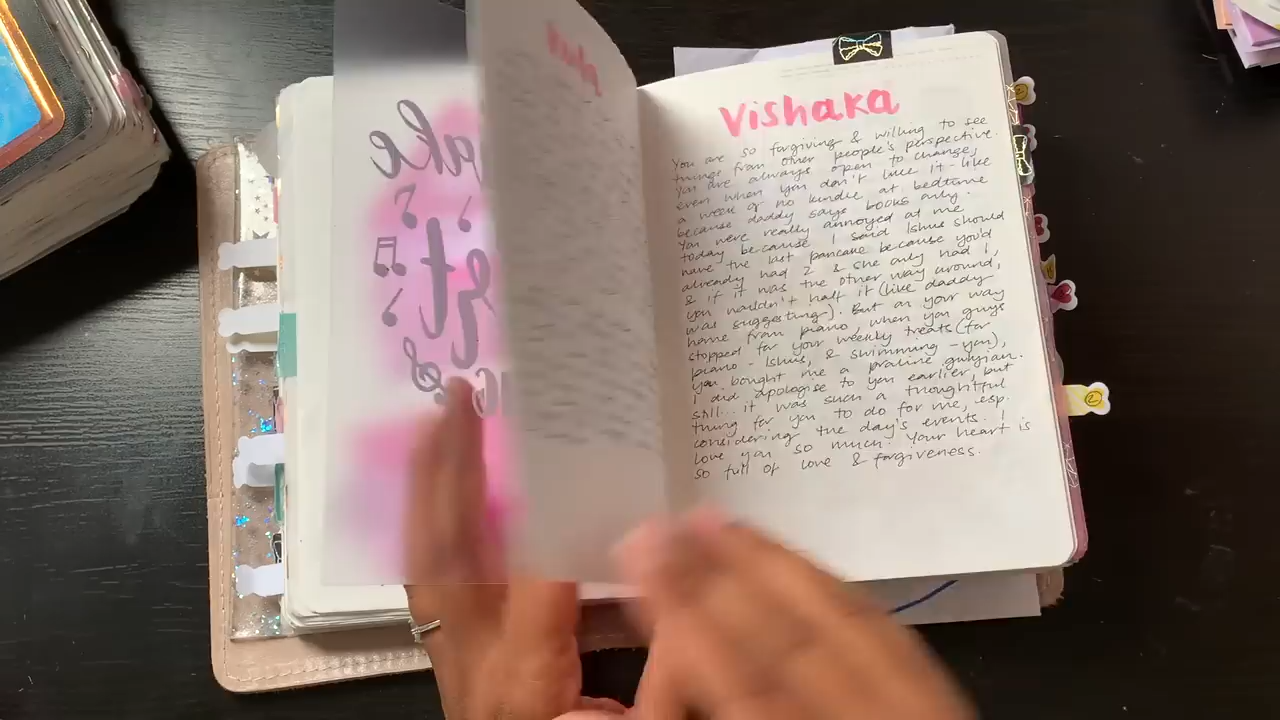 Vishaka
You are so forgiving & willing to see
things from other people's perspective.
You are always open to change,
even when you don't like it - like
a week of no kindle at bedtime
because daddy says books only.
You were really annoyed at me
today because I said Ishus should
have the last pancake because you'd
already had 2 & she only had 1,
& if it was the other way around,
you wouldn't half it (like daddy
was suggesting). But on your way
home from piano, when you guys
stopped for your weekly treats (for
piano - Ishus, & swimming - you),
you bought me a praline
I did apologise to you earlier, but
still... it was such a thoughtful
thing for you to do for me, esp.
considering the day's events. I
love you so much. Your heart is
so full of love & forgiveness.
ake
it
2